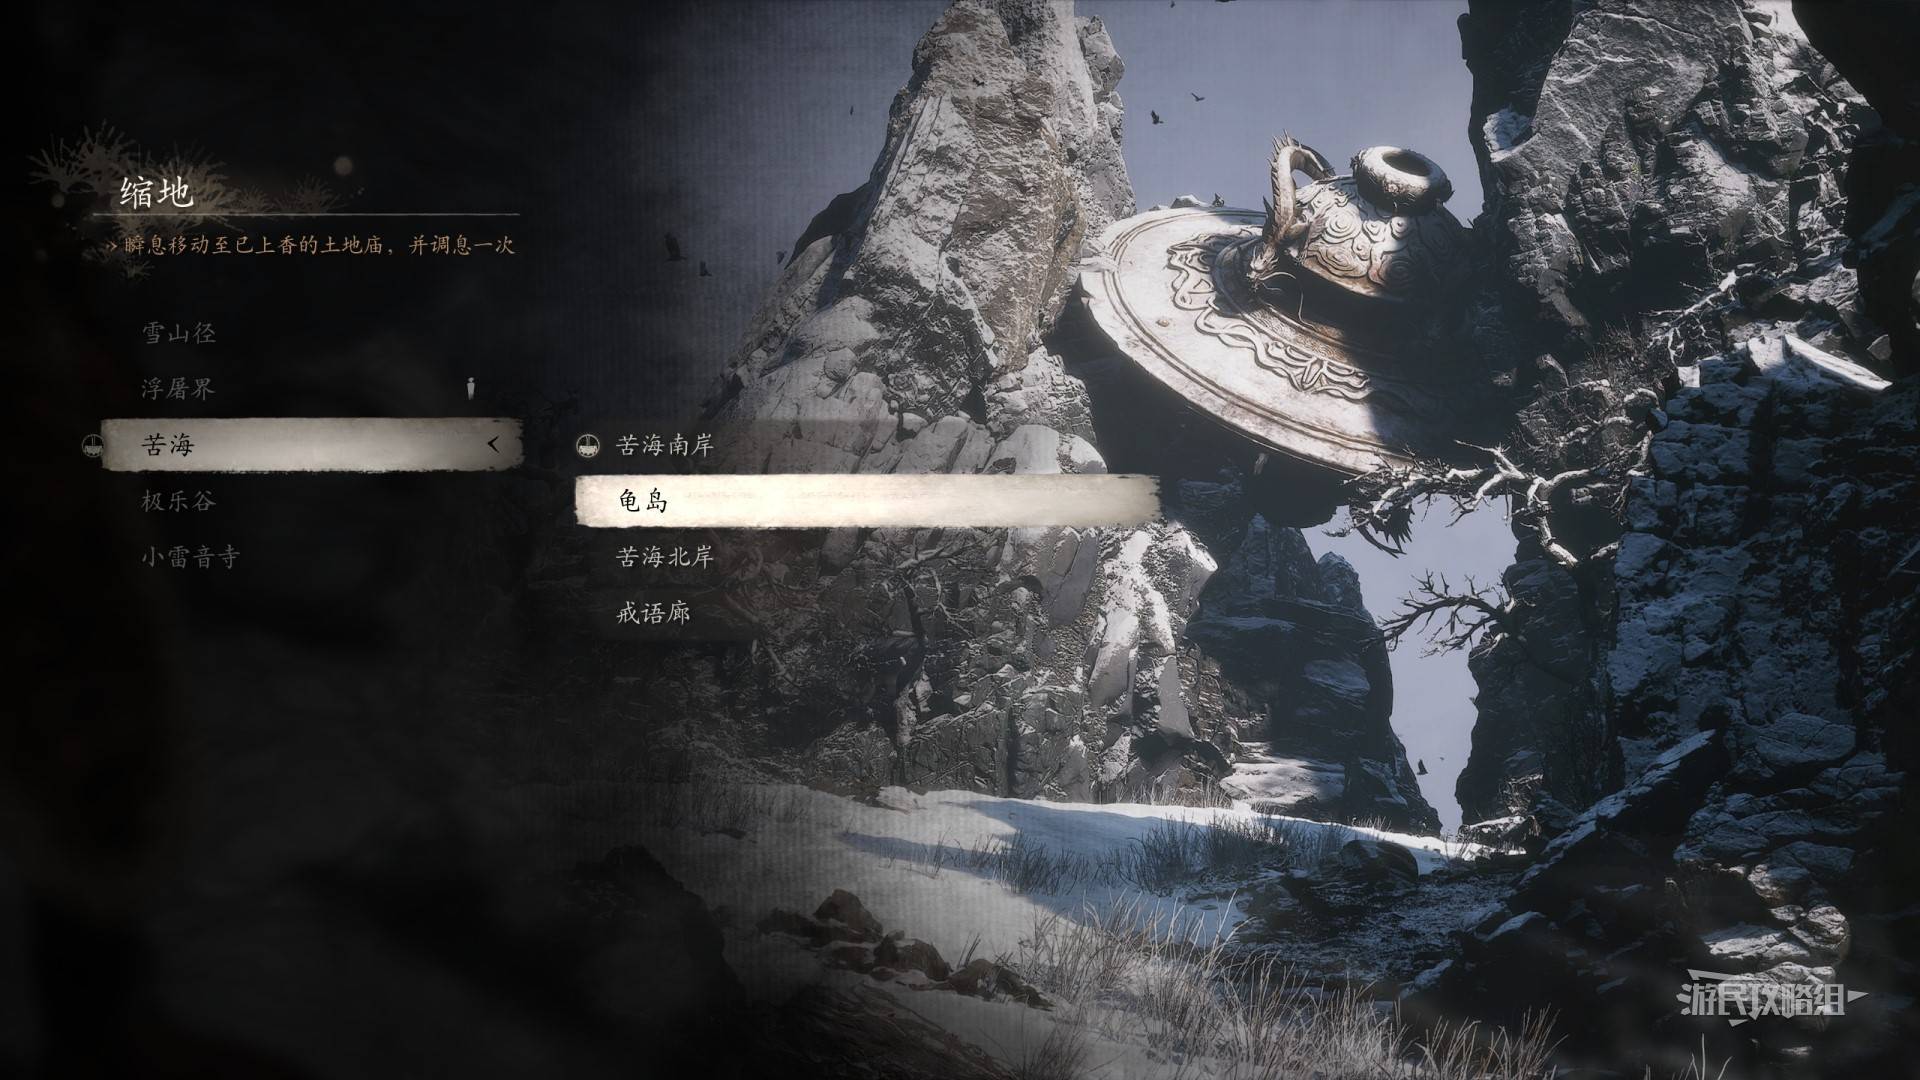 缩地
瞬息移动至已上香的土地庙，并调息一次
雪山径
浮屠界
苦海
极乐谷
小雷音寺
苦海南岸
龟岛
苦海北岸
戒语廊
游民攻略组